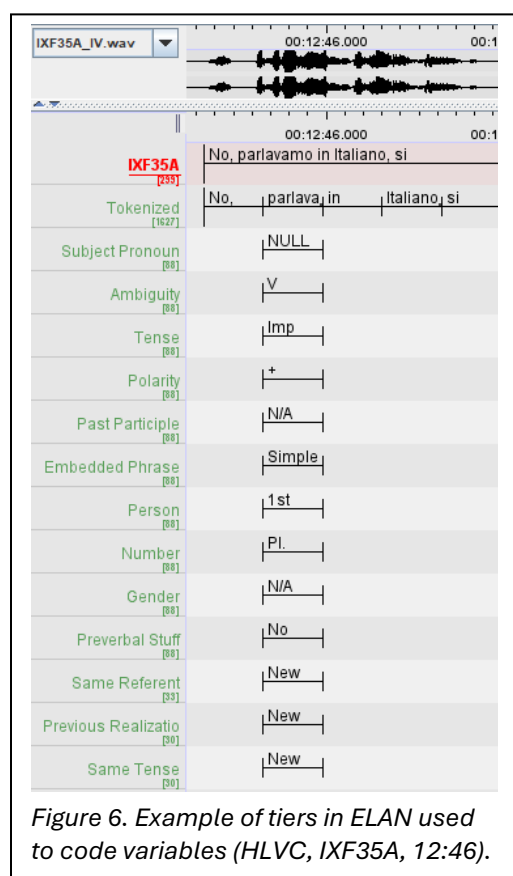 IXF35A_IV.wav
00:12:46.000 00:1
00:12:46.000 00:1
IXF35A No, parlavamo in Italiano, si
[293]
Tokenized No, parlava in Italiano si
[1627]
Subject Pronoun NULL
[88]
Ambiguity V
[88]
Tense Imp
[88]
Polarity +
[88]
Past Participle N/A
[88]
Embedded Phrase Simple
[88]
Person 1st
[88]
Number Pl.
[88]
Gender N/A
[88]
Preverbal Stuff No
[88]
Same Referent New
[33]
Previous Realizatio New
[30]
Same Tense New
[30]
Figure 6. Example of tiers in ELAN used
to code variables (HLVC, IXF35A, 12:46).